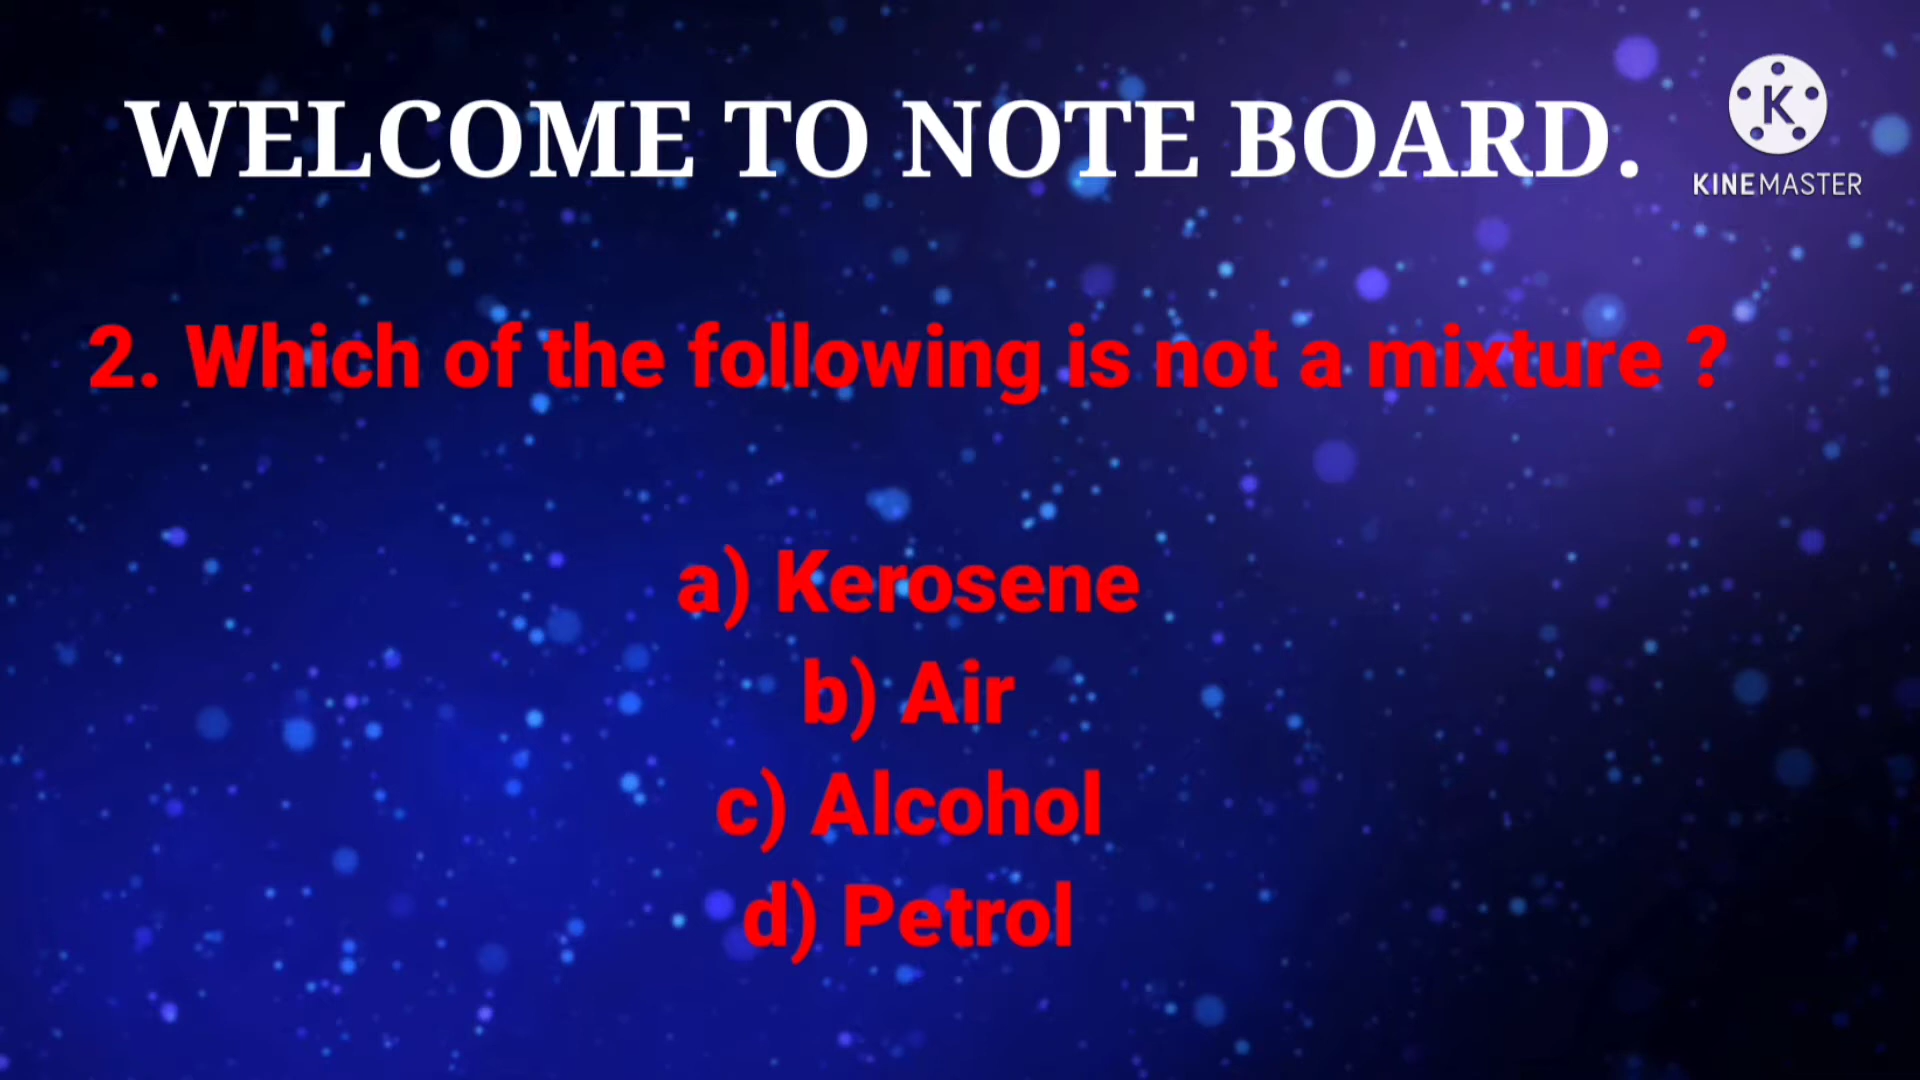 WELCOME TO NOTE BOARD.
K
KINEMASTER
2. Which of the following is not a mixture ?
a) Kerosene
b) Air
c) Alcohol
d) Petrol